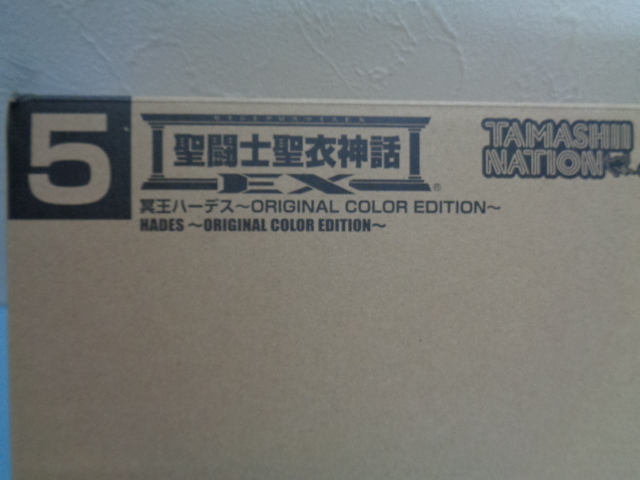 5
聖闘士聖衣神話
EX®
冥王ハーデス～ORIGINAL COLOR EDITION～
HADES ～ORIGINAL COLOR EDITION～
TAMASHII
NATION